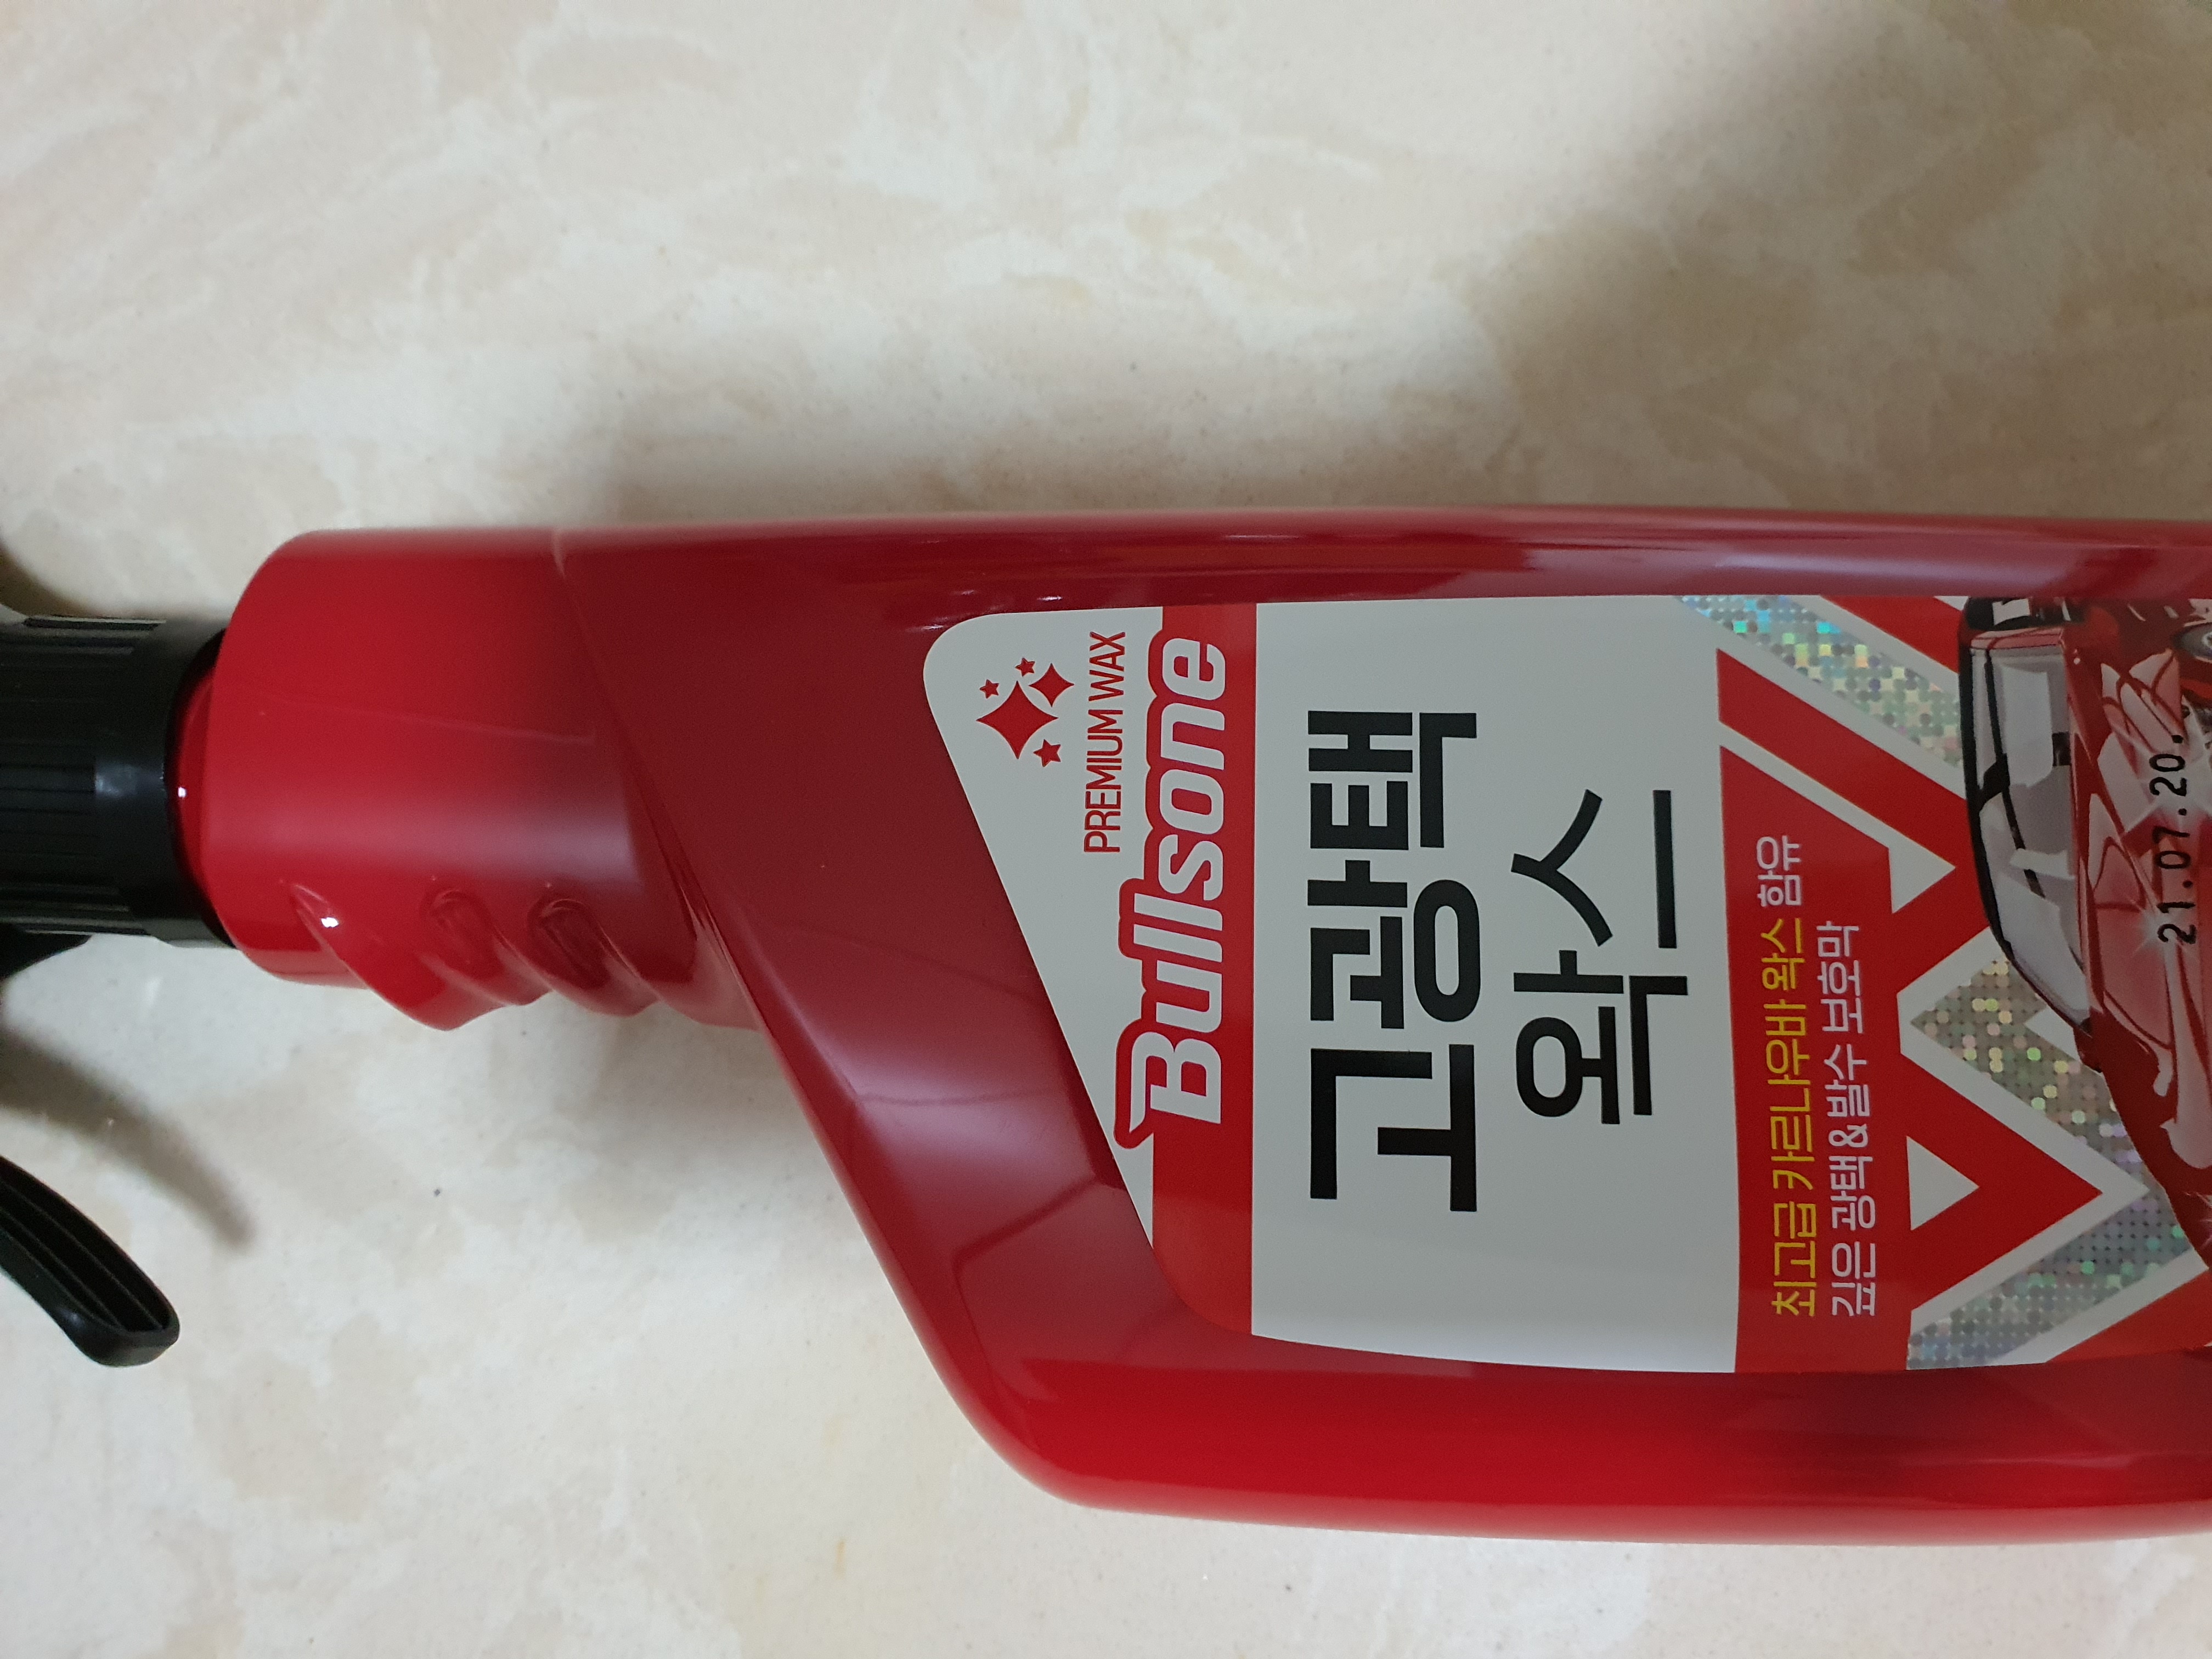 PREMIUM WAX
Bullsone
고광택
왁스
최고급 카르나우바 왁스 함유
깊은 광택&발수 보호막
21.07.20.